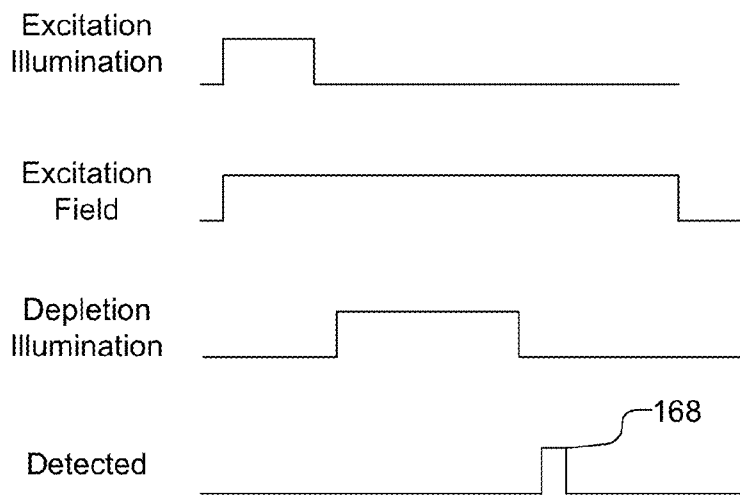 Excitation
Illumination
Excitation
Field
Depletion
Illumination
168
Detected